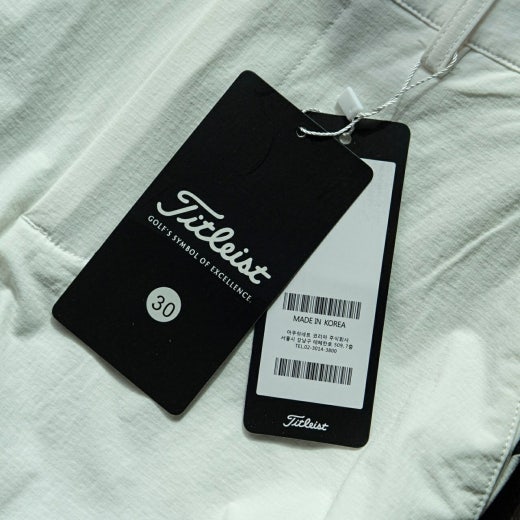 Titleist
GOLF'S SYMBOL OF EXCELLENCE.
30
MADE IN KOREA
아쿠쉬네트 코리아 주식회사
서울시 강남구 테헤란로 509, 7층
TEL.02-3014-3800
Titleist